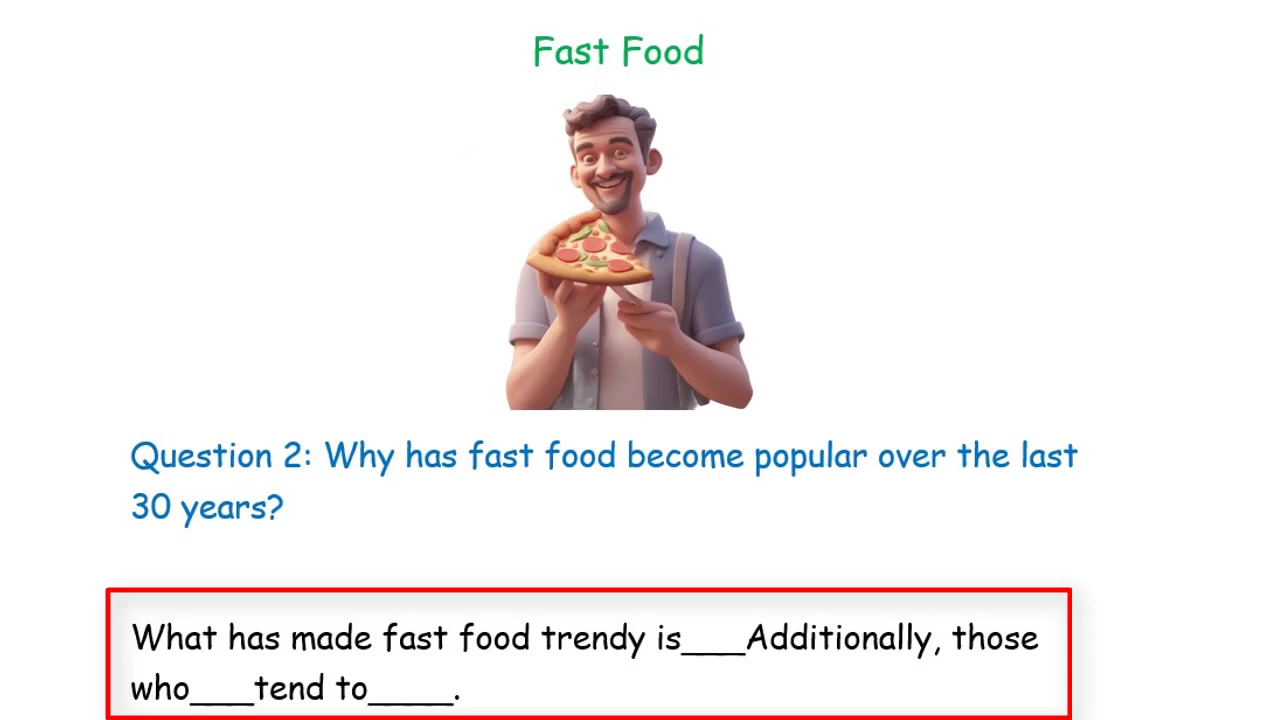 Fast Food
Question 2: Why has fast food become popular over the last
30 years?
What has made fast food trendy is___Additionally, those
who___tend to____.